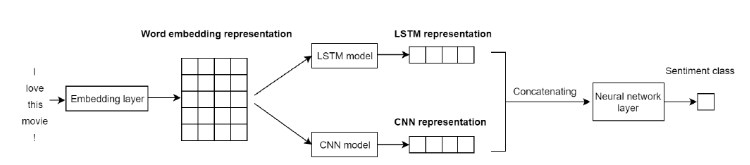 I
love
this
movie
!
Embedding layer
Word embedding representation
LSTM model
LSTM representation
CNN model
CNN representation
Concatenating
Neural network
layer
Sentiment class